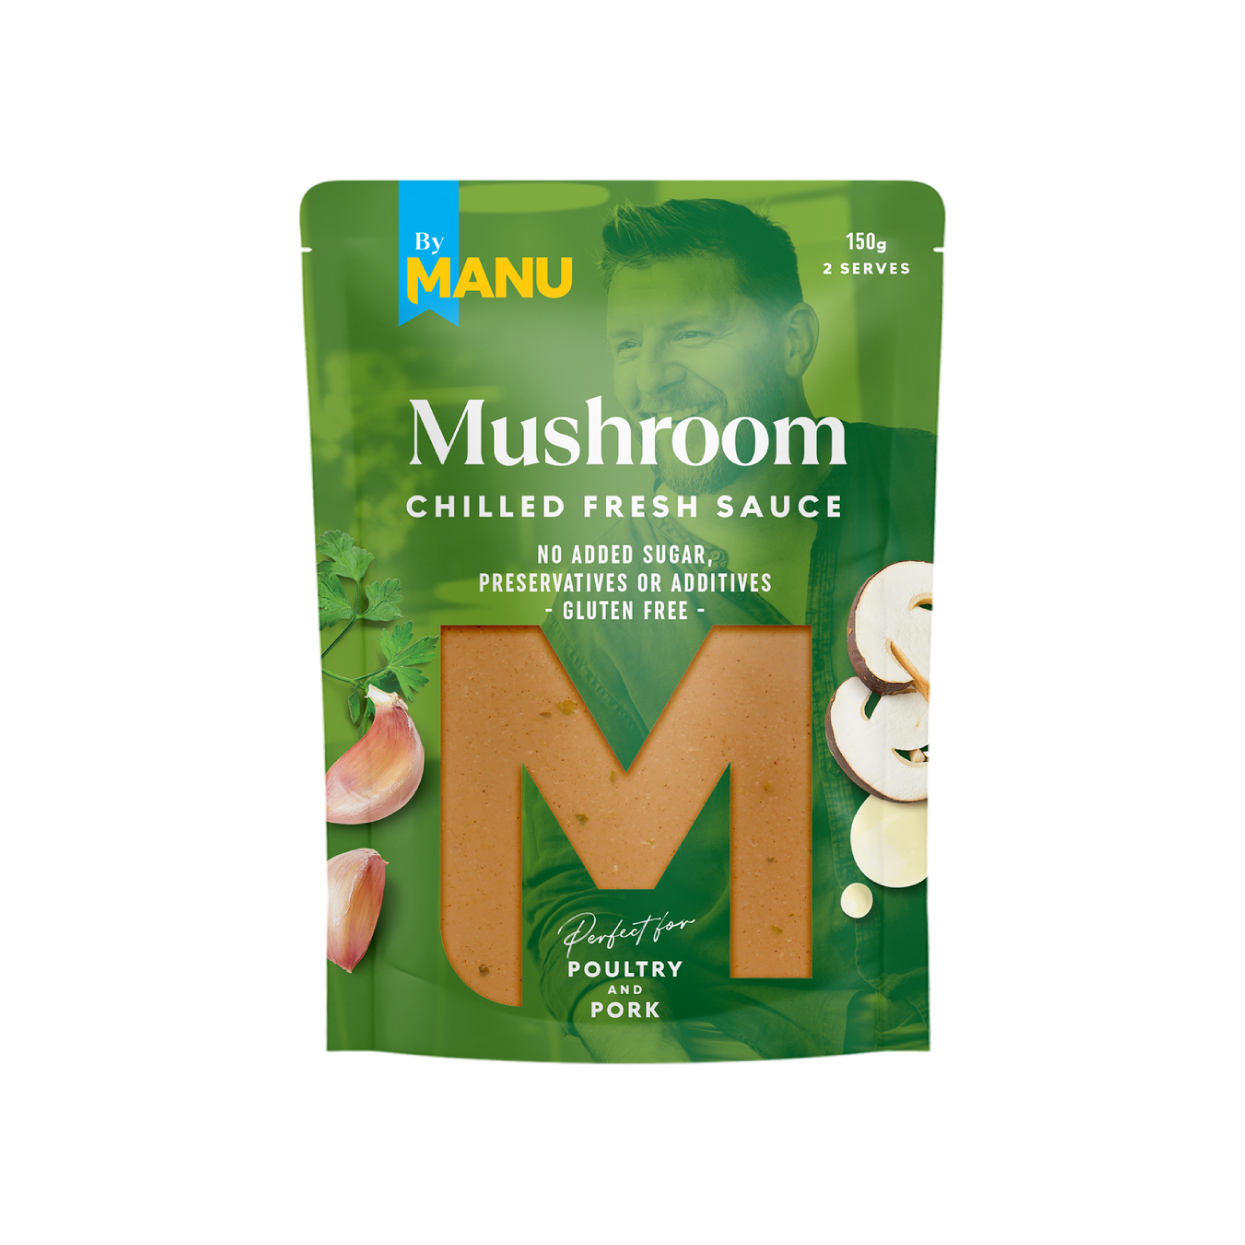 By
MANU
150g
2 SERVES
Mushroom
CHILLED FRESH SAUCE
NO ADDED SUGAR,
PRESERVATIVES OR ADDITIVES
- GLUTEN FREE -
Perfect for
POULTRY
AND
PORK